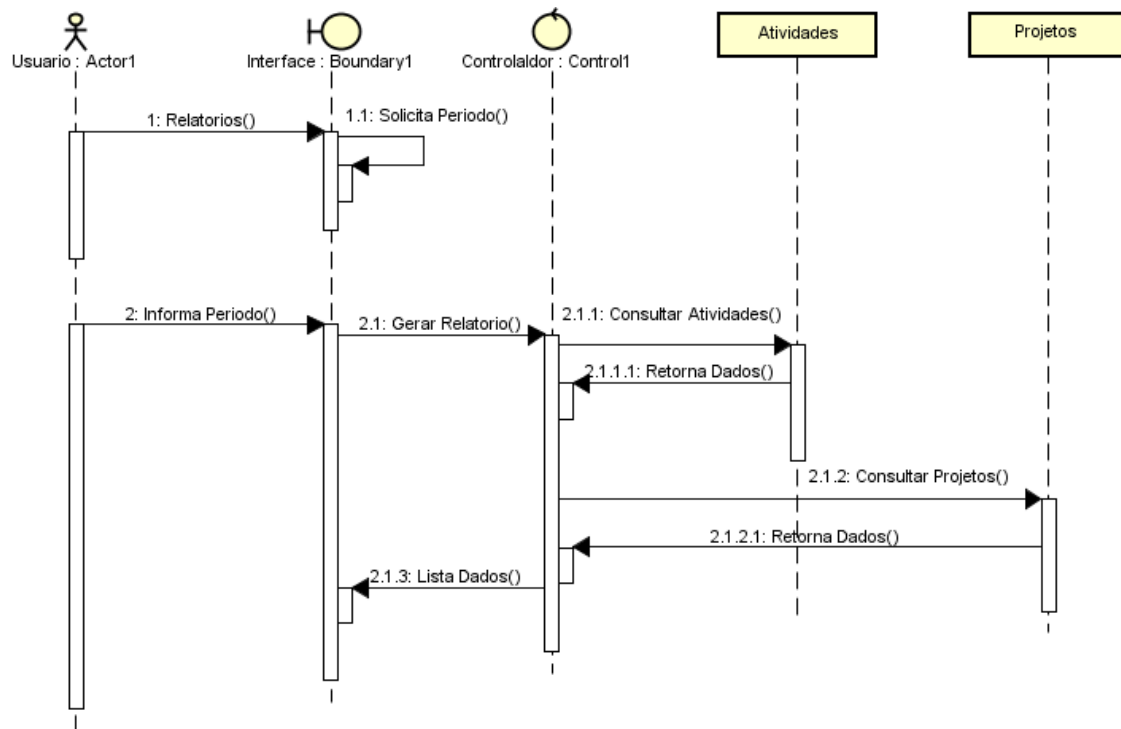 Usuario : Actor1
Interface : Boundary1
Controlaldor : Control1
Atividades
Projetos
1: Relatorios()
1.1: Solicita Periodo()
2: Informa Periodo()
2.1: Gerar Relatorio()
2.1.1: Consultar Atividades()
2.1.1.1: Retorna Dados()
2.1.2: Consultar Projetos()
2.1.2.1: Retorna Dados()
2.1.3: Lista Dados()